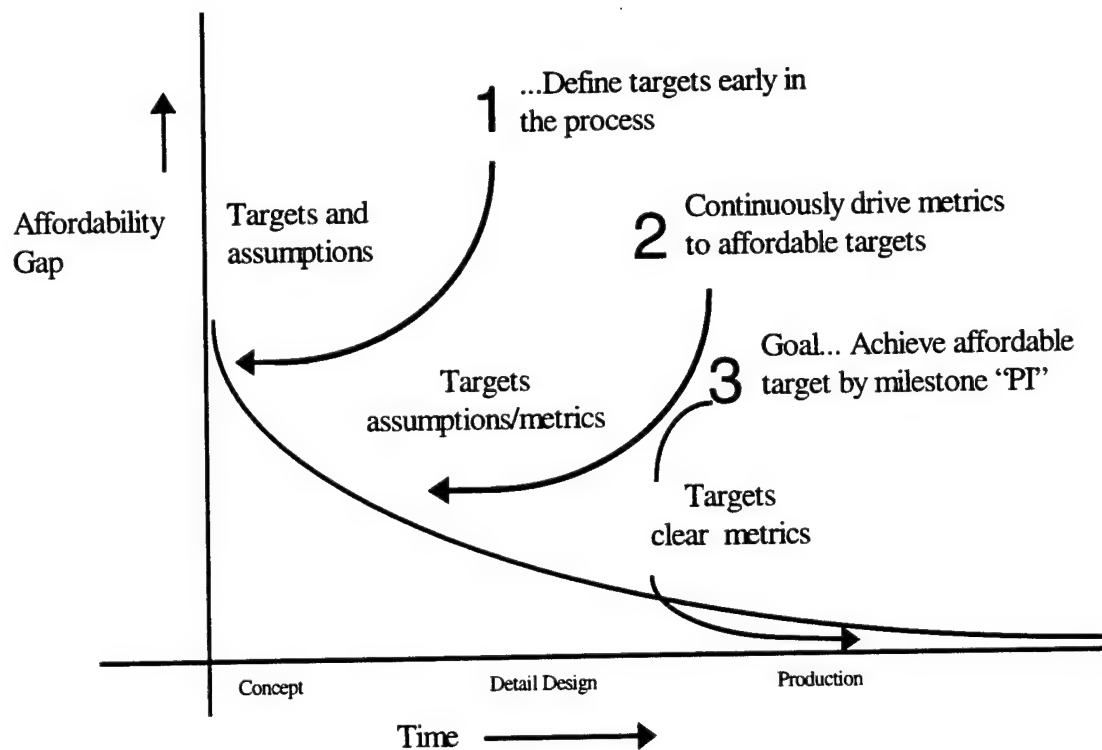 1 ...Define targets early in
the process
Affordability
Gap
Targets and
assumptions
2 Continuously drive metrics
to affordable targets
3 Goal... Achieve affordable
target by milestone “PI”
Targets
assumptions/metrics
Targets
clear metrics
Concept Detail Design Production
Time